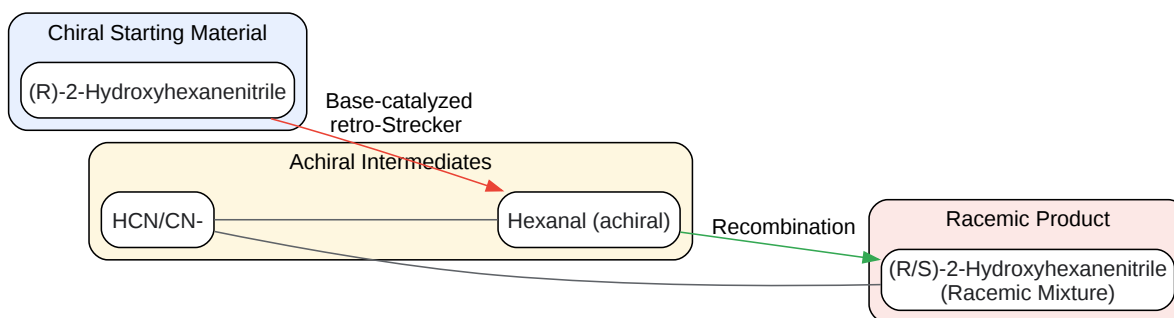 Chiral Starting Material
(R)-2-Hydroxyhexanenitrile
Base-catalyzed
retro-Strecker
Achiral Intermediates
HCN/CN-
Hexanal (achiral)
Recombination
Racemic Product
(R/S)-2-Hydroxyhexanenitrile
(Racemic Mixture)